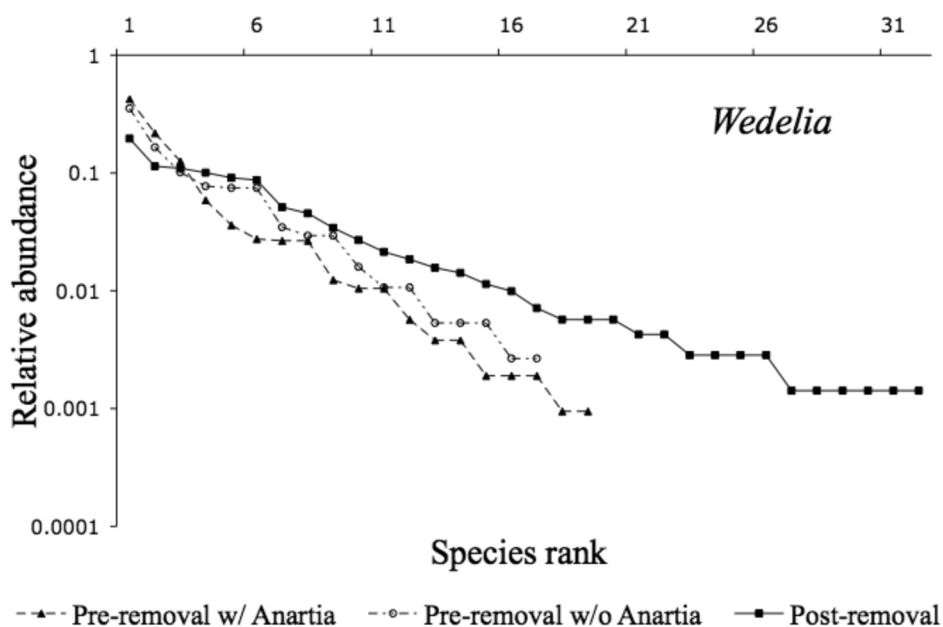 1 6 11 16 21 26 31
1
Wedelia
0.1
0.01
0.001
0.0001
Relative abundance
Species rank
Pre-removal w/ Anartia Pre-removal w/o Anartia Post-removal